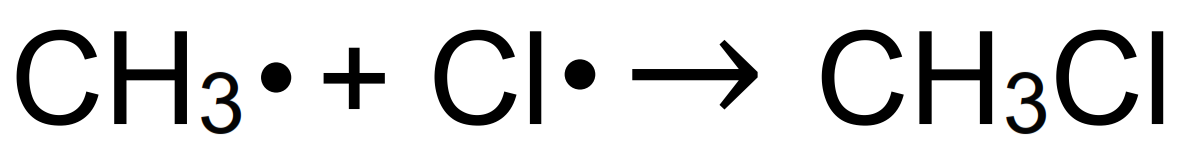 CH₃• + Cl• → CH₃Cl